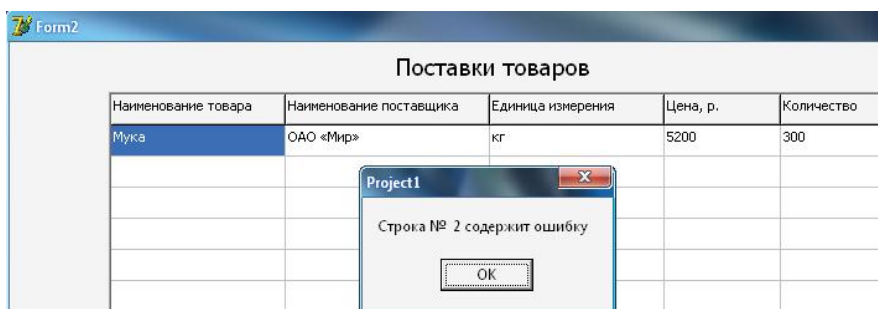 Form2
Поставки товаров
Наименование товара Наименование поставщика Единица измерения Цена, р. Количество
Мука ОАО «Мир» кг 5200 300
Project1
Строка № 2 содержит ошибку
OK